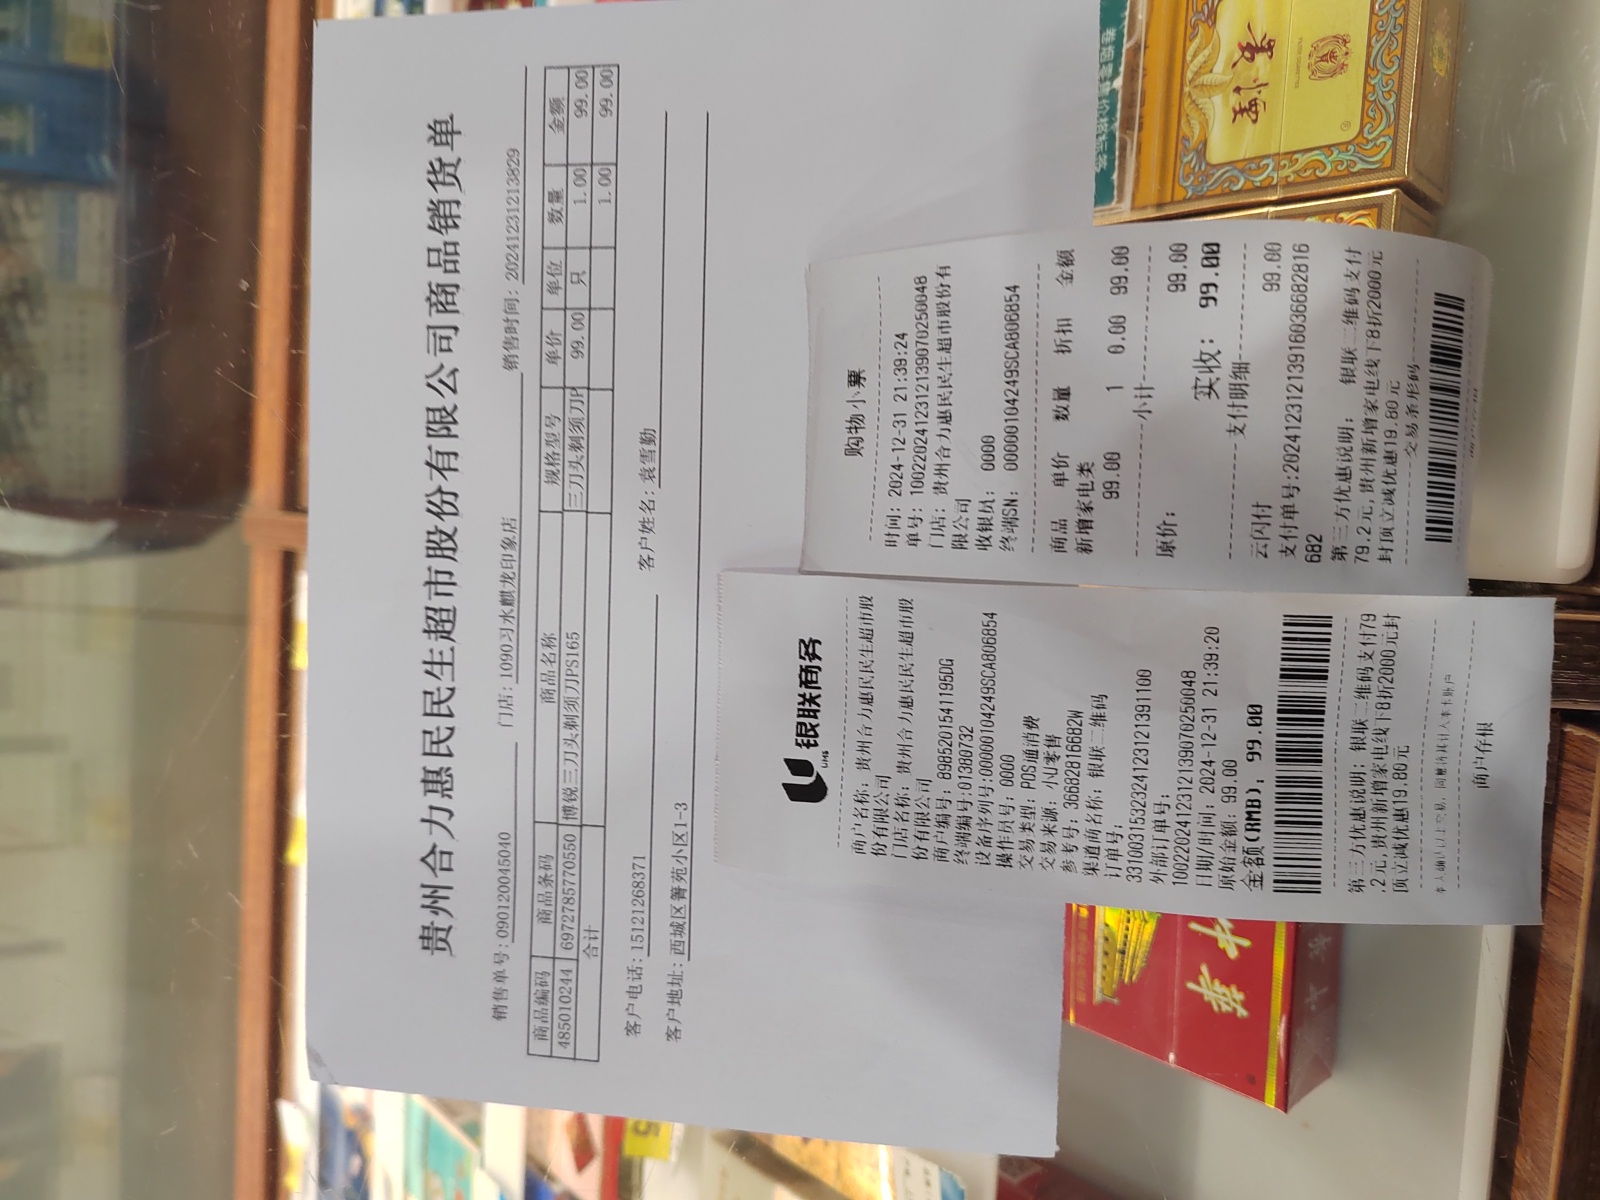 贵州合力惠民民生超市股份有限公司商品销货单
销售单号: 090120045040 门店: 1090习水麒龙印象店 销售时间: 20241231213829
商品编码 商品条码 商品名称 规格型号 单价 单位 数量 金额
485010244 6972785770550 博锐三刀头剃须刀PS165 三刀头剃须刀P 99.00 只 1.00 99.00
合计 1.00 99.00
客户电话: 15121268371 客户姓名: 袁雪勤
客户地址: 西城区箐苑小区1-3
银联商务
UMS
商户名称: 贵州合力惠民民生超市股
份有限公司
门店名称: 贵州合力惠民民生超市股
份有限公司
商户编号: 89852015411950G
终端编号:01380732
设备序列号:00000104249SCA806854
操作员号: 0000
交易类型: POS通消费
交易来源: 小U零售
参考号: 36682816682W
渠道商名称: 银联二维码
订单号:
3310031532324123121391100
外部订单号:
1002202412312139070250048
日期/时间: 2024-12-31 21:39:20
原始金额: 99.00
金额(RMB): 99.00
第三方优惠说明: 银联二维码支付79
.2元,贵州新增家电线下8折2000元封
顶立减优惠19.80元
商户存根
购物小票
时间: 2024-12-31 21:39:24
单号: 1002202412312139070250048
门店: 贵州合力惠民民生超市股份有
限公司
收银员: 0000
终端SN: 00000104249SCA806854
商品 单价 数量 折扣 金额
新增家电类
99.00 1 0.00 99.00
小计
原价: 99.00
实收: 99.00
支付明细
云闪付 99.00
支付单号:20241231213916036682816
682
第三方优惠说明: 银联二维码支付
79.2元,贵州新增家电线下8折2000元
封顶立减优惠19.80元
交易条形码